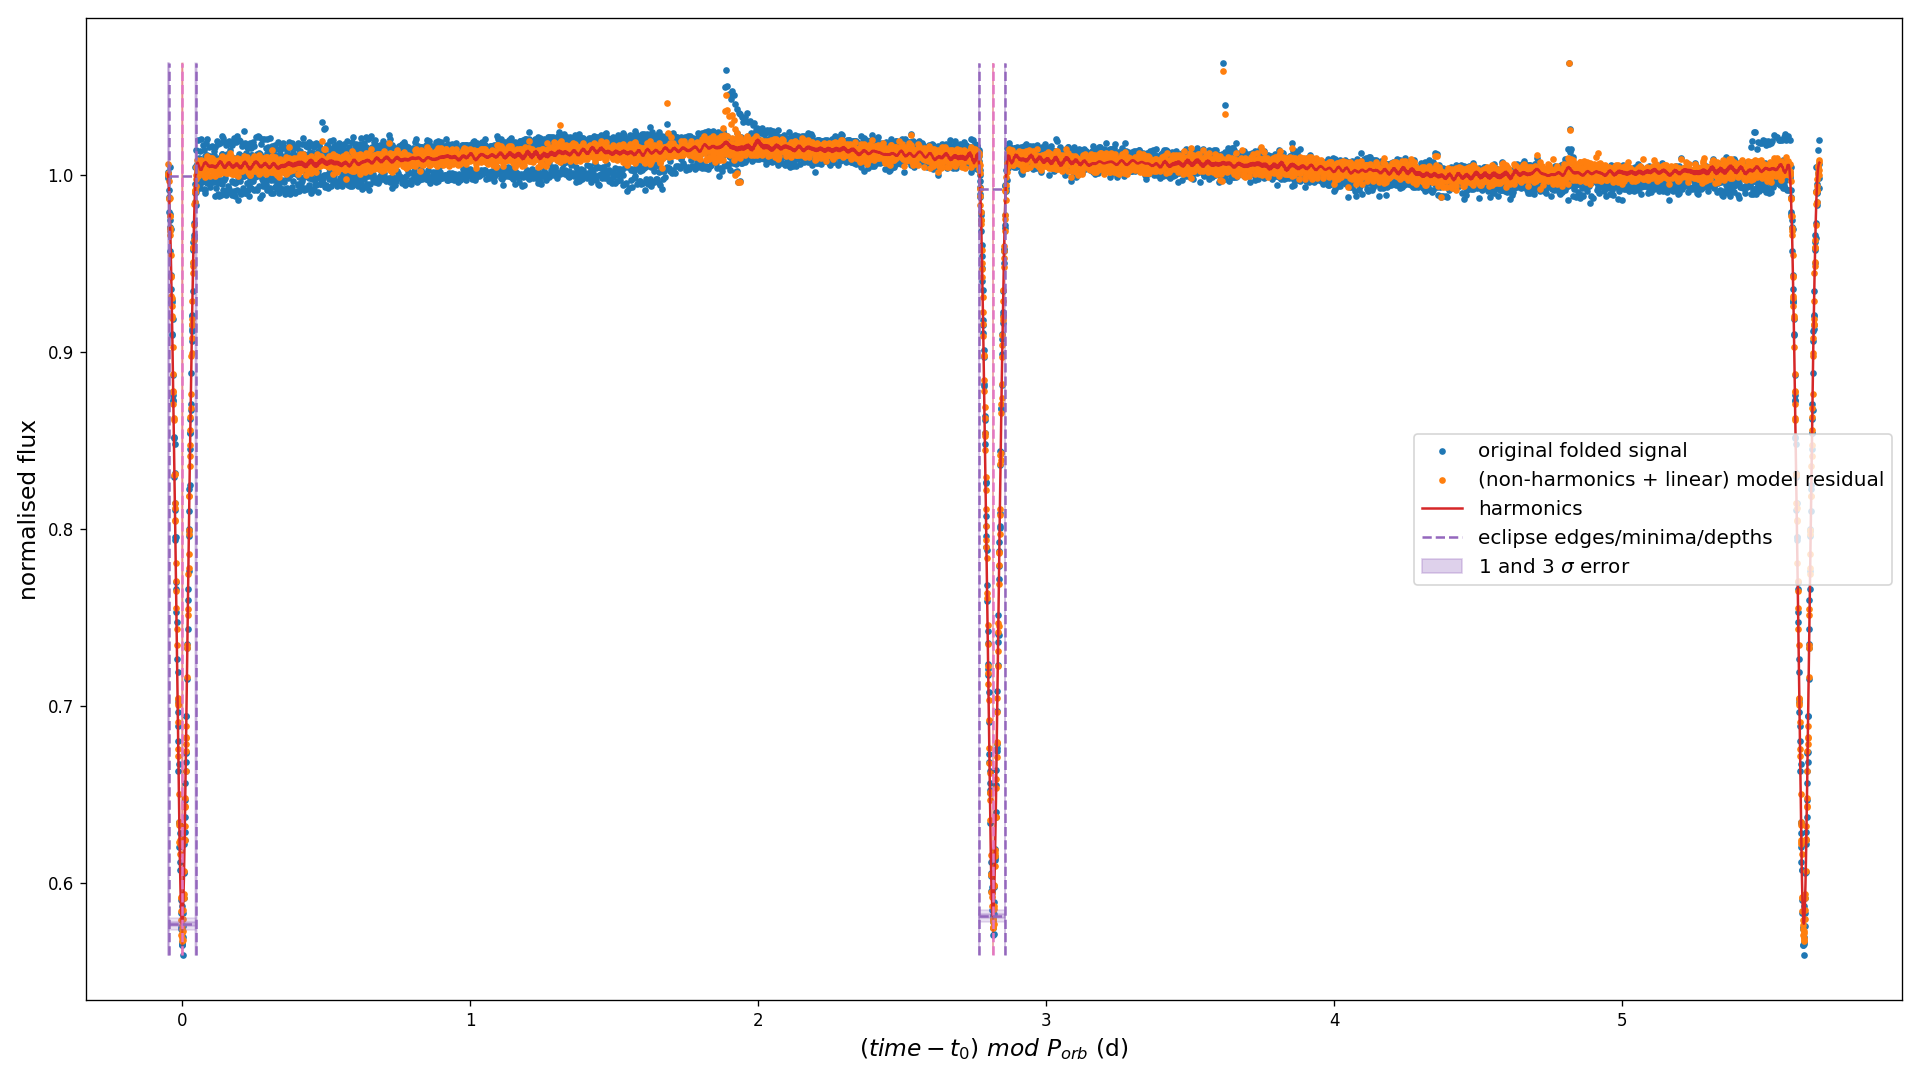 normalised flux
1.0
0.9
0.8
0.7
0.6
original folded signal
(non-harmonics + linear) model residual
harmonics
eclipse edges/minima/depths
1 and 3 σ error
0 1 2 3 4 5
(time − t₀) mod Pₒᵣb (d)